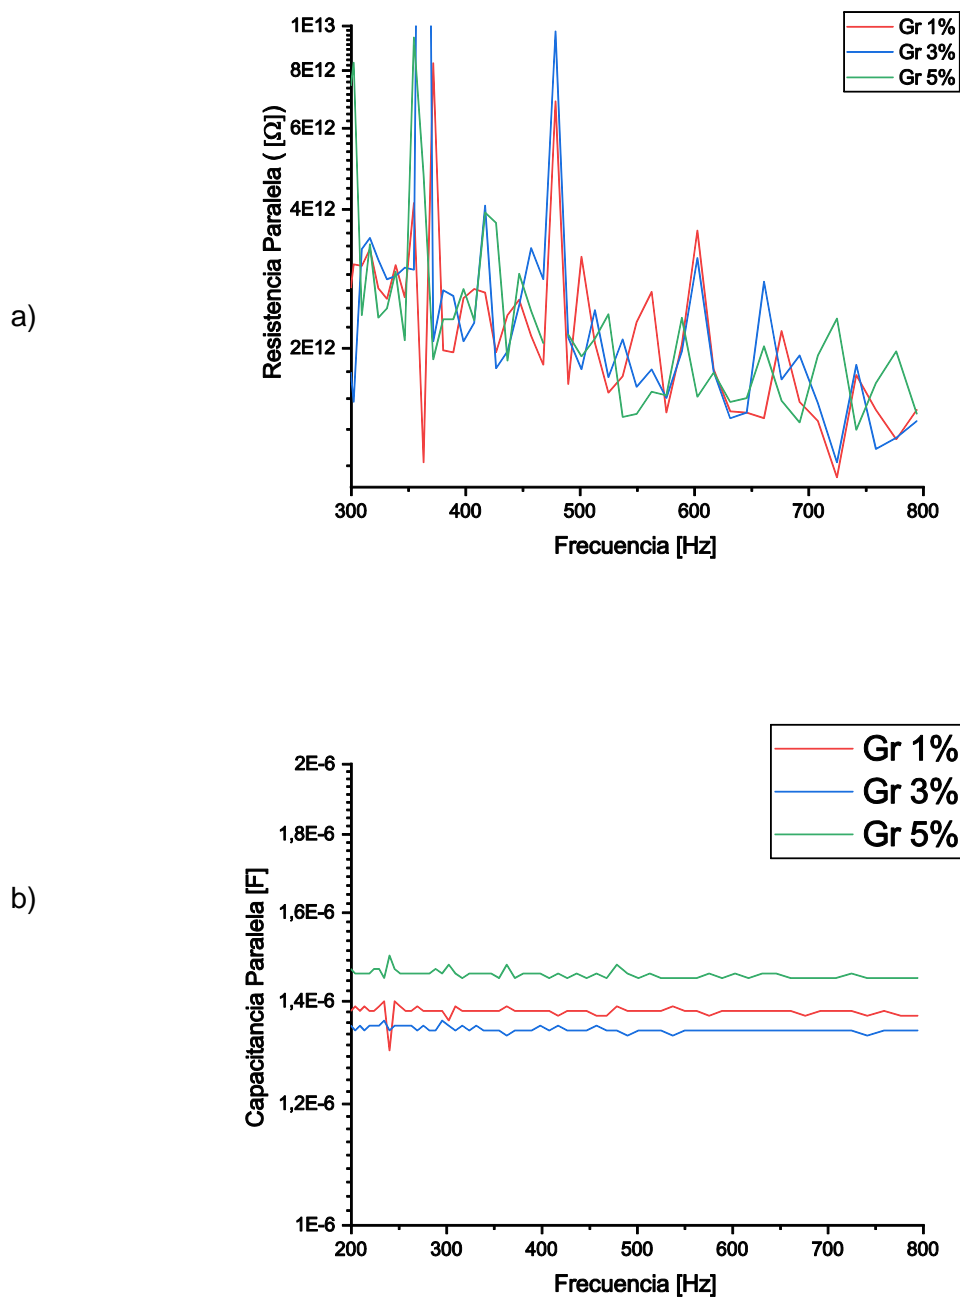 a)
Resistencia Paralela ( [Ω])
1E13
8E12
6E12
4E12
2E12
300 400 500 600 700 800
Frecuencia [Hz]
Gr 1%
Gr 3%
Gr 5%
b)
Capacitancia Paralela [F]
2E-6
1,8E-6
1,6E-6
1,4E-6
1,2E-6
1E-6
200 300 400 500 600 700 800
Frecuencia [Hz]
Gr 1%
Gr 3%
Gr 5%